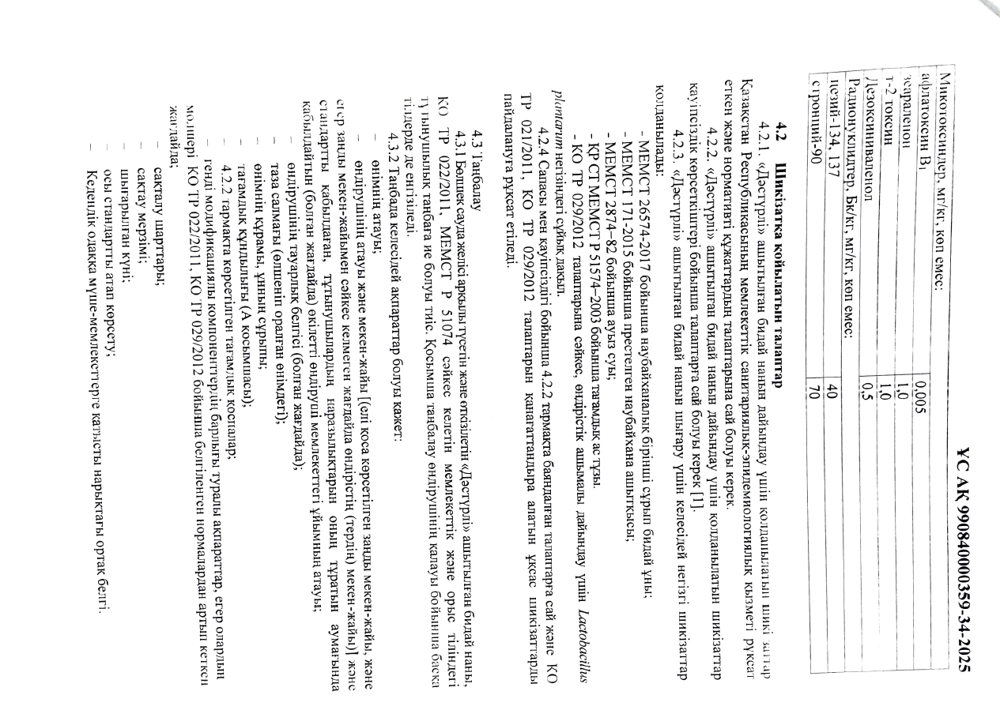 ҰС АҚ 990840000359-34-2025
Микотоксиндер, мг/кг, көп емес:
афлатоксин В₁ 0,005
зеараленон 1,0
т-2 токсин 1,0
Дезоксиниваленол 0,5
Радионуклидтер, Бк/кг, мг/кг, көп емес:
цезий-134, 137 40
стронций-90 70
4.2 Шикізатқа қойылатын талаптар
4.2.1. «Дәстүрлі» ашытылған бидай нанын дайындау үшін қолданылатын шикі заттар
Қазақстан Республикасының мемлекеттік санитариялық-эпидемиологиялық қызметі рұқсат
еткен және нормативті құжаттардың талаптарына сай болуы керек.
4.2.2. «Дәстүрлі» ашытылған бидай нанын дайындау үшін қолданылатын шикізаттар
қауіпсіздік көрсеткіштері бойынша талаптарға сай болуы керек [1].
4.2.3. «Дәстүрлі» ашытылған бидай нанын шығару үшін келесідей негізгі шикізаттар
қолданылады:
- МЕМСТ 26574-2017 бойынша наубайханалық бірінші сұрып бидай ұны;
- МЕМСТ 171-2015 бойынша престелген наубайхана ашытқысы;
- МЕМСТ 2874–82 бойынша ауыз суы;
- ҚР СТ МЕМСТ Р 51574–2003 бойынша тағамдық ас тұзы.
- КО ТР 029/2012 талаптарына сәйкес, өндірістік ашымалы дайындау үшін Lactobacillus
plantarum негізіндегі сұйық дақыл.
4.2.4 Сапасы мен қауіпсіздігі бойынша 4.2.2 тармақта баяндалған талаптарға сай және КО
ТР 021/2011, КО ТР 029/2012 талаптарын қанағаттандыра алатын ұқсас шикізаттарды
пайдалануға рұқсат етіледі.
4.3 Таңбалау
4.3.1 Бөлшек сауда желісі арқылы түсетін және өткізілетін «Дәстүрлі» ашытылған бидай наны,
КО ТР 022/2011, МЕМСТ Р 51074 сәйкес келетін мемлекеттік және орыс тіліндегі
тұтынушылық таңбаға ие болуы тиіс. Қосымша таңбалау өндірушінің қалауы бойынша басқа
тілдерде де енгізіледі.
4.3.2 Таңбада келесідей ақпараттар болуы қажет:
– өнімнің атауы;
– өндірушінің атауы және мекен-жайы [(елі қоса көрсетілген заңды мекен-жайы, және
егер заңды мекен-жайымен сәйкес келмеген жағдайда өндірістің (тердің) мекен-жайы)] және
стандартты қабылдаған, тұтынушылардың наразылықтарын оның тұратын аумағында
қабылдайтын (болған жағдайда) өкілетті өндіруші мемлекеттегі ұйымның атауы;
– өндірушінің тауарлық белгісі (болған жағдайда);
– таза салмағы (өлшеніп оралған өнімдегі);
– өнімнің құрамы, ұнның сұрыпы;
– тағамдық құндылығы (А қосымшасы);
– 4.2.2 тармақта көрсетілген тағамдық қоспалар;
– генді модификациялы компоненттердің барлығы туралы ақпараттар, егер олардың
мөлшері КО ТР 022/2011, КО ТР 029/2012 бойынша белгіленген нормалардан артып кеткен
жағдайда;
– сақталу шарттары;
– сақтау мерзімі;
– шығарылған күні;
– осы стандартты атап көрсету;
– Кедендік одаққа мүше-мемлекеттерге қатысты нарықтағы ортақ белгі.